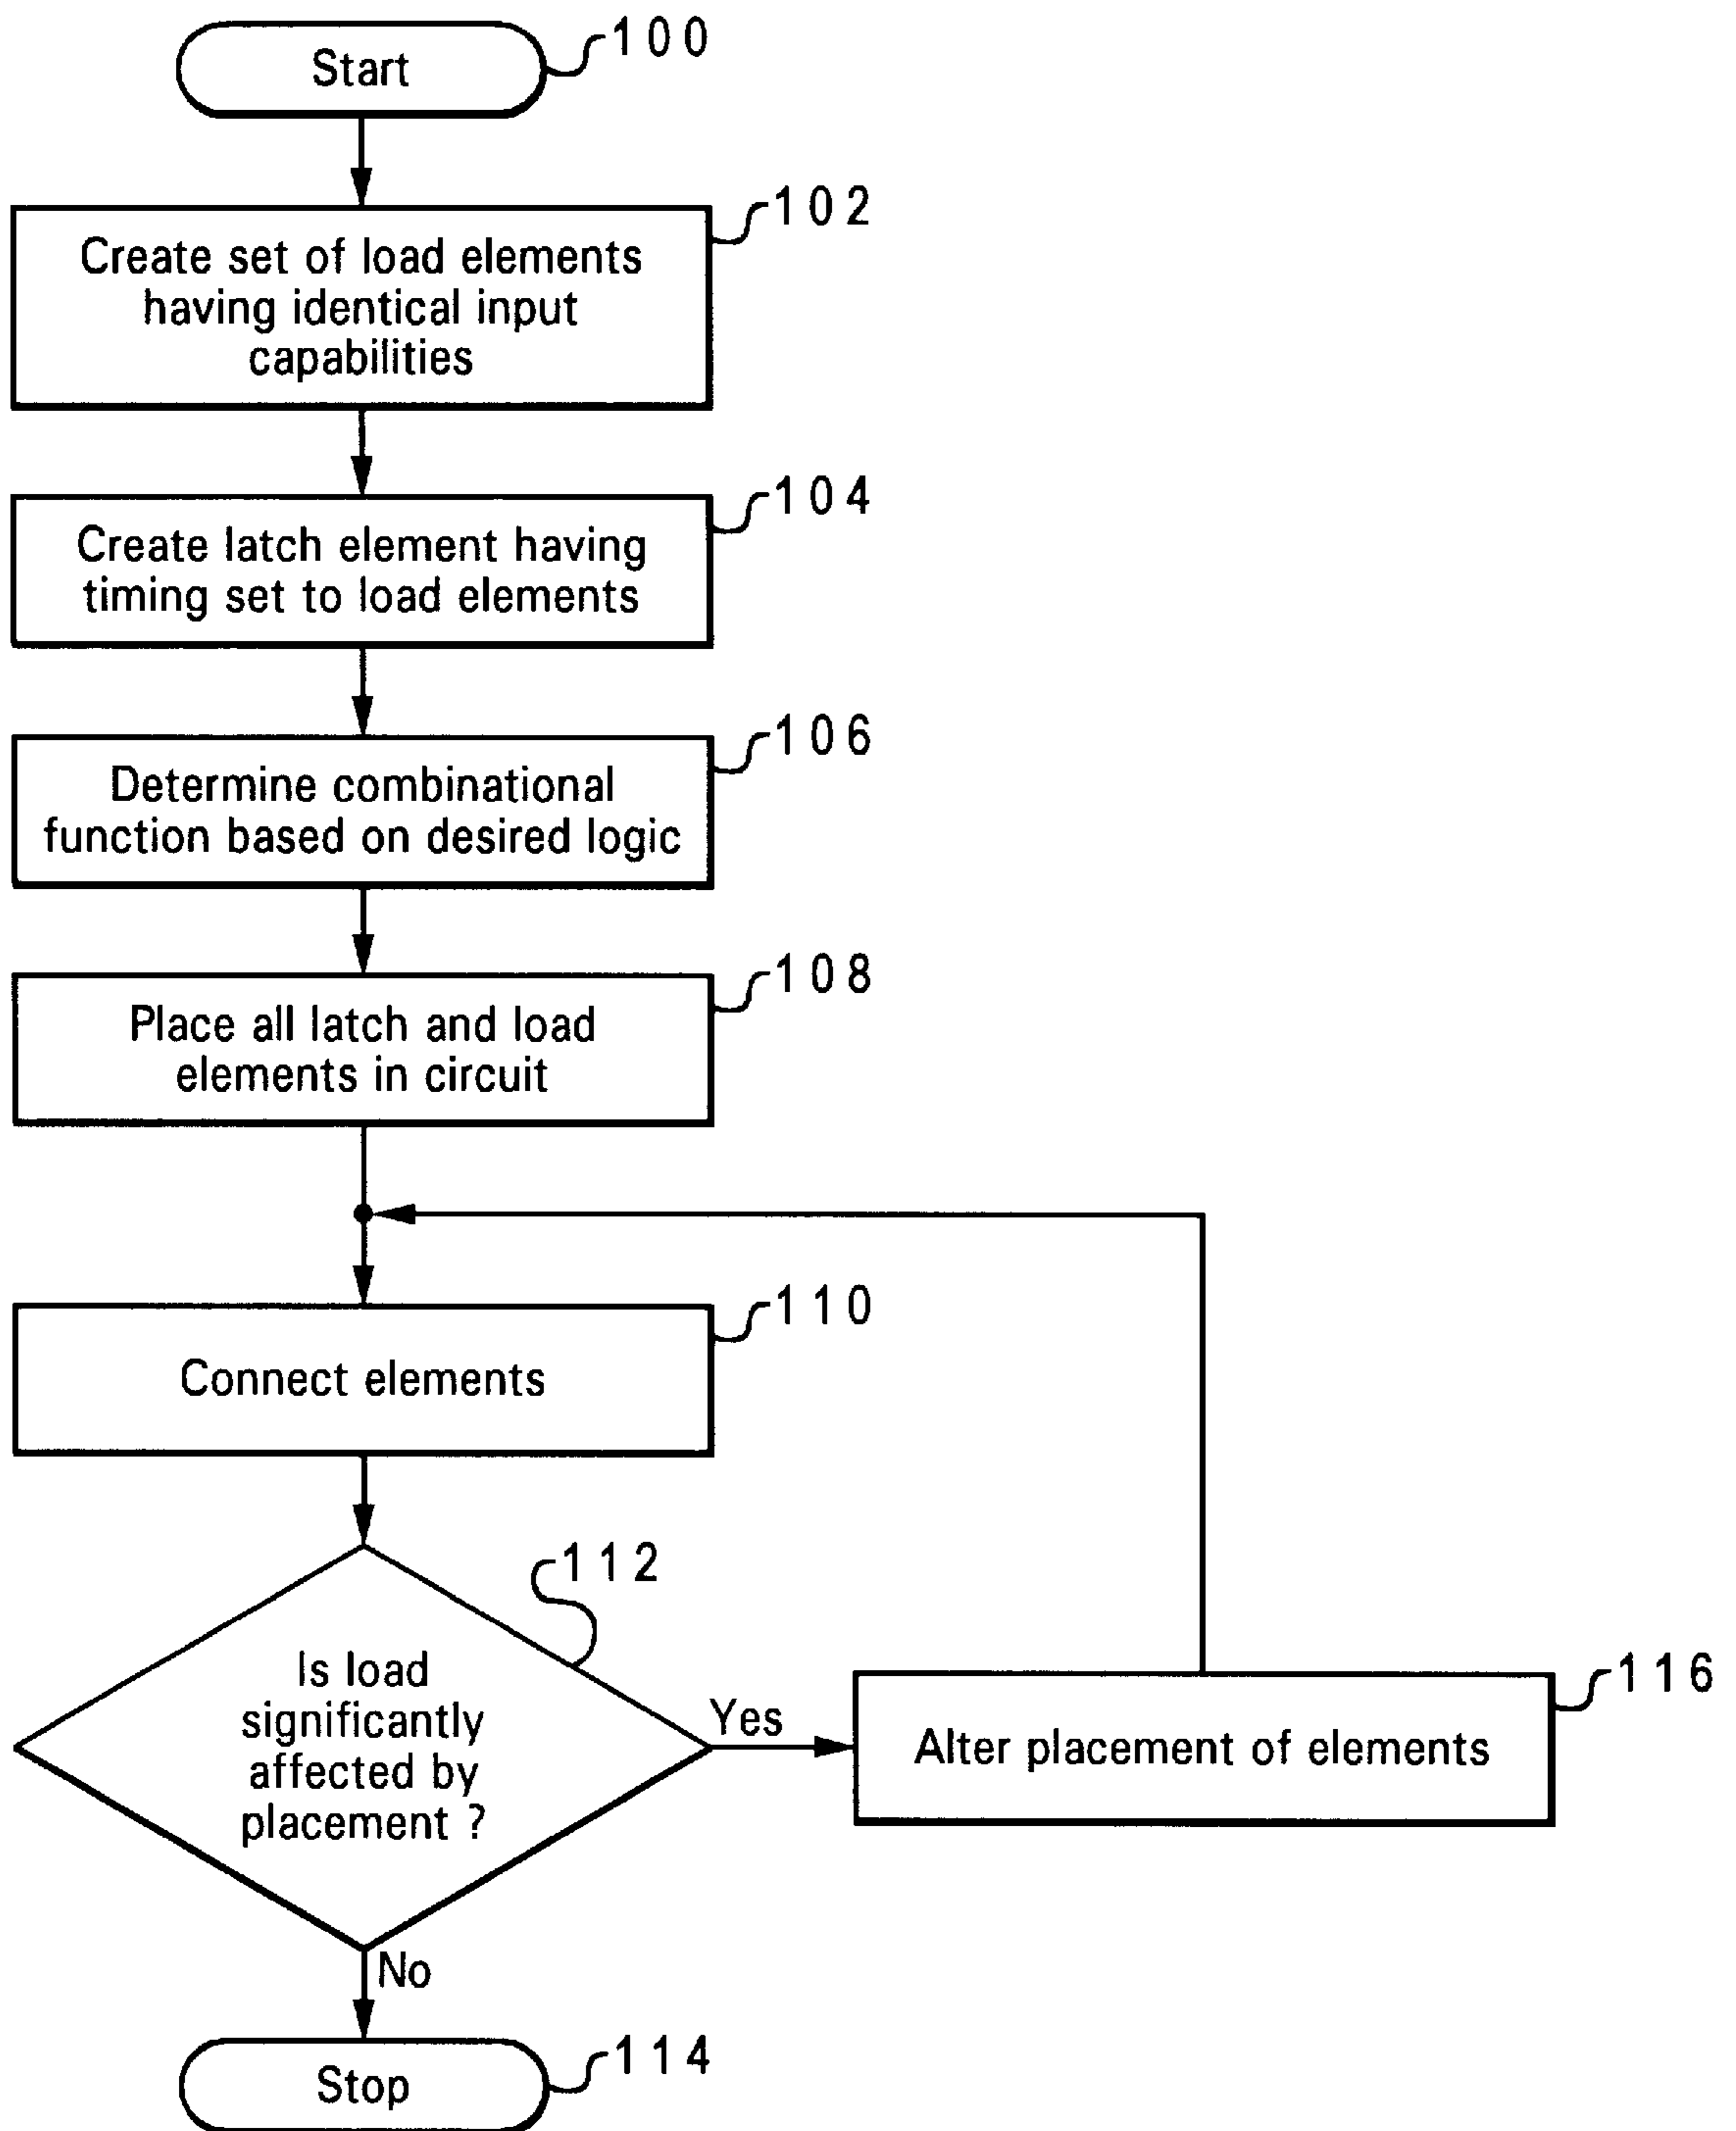 Start
100
Create set of load elements
having identical input
capabilities
102
Create latch element having
timing set to load elements
104
Determine combinational
function based on desired logic
106
Place all latch and load
elements in circuit
108
Connect elements
110
Is load
significantly
affected by
placement ?
112
Yes
Alter placement of elements
116
No
Stop
114